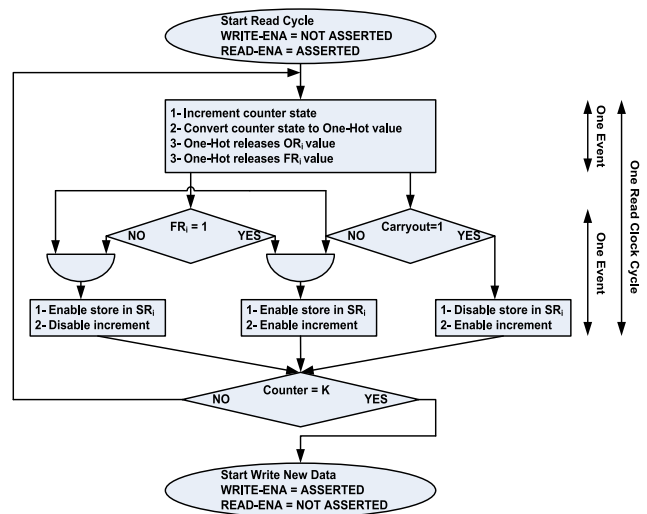 Start Read Cycle
WRITE-ENA = NOT ASSERTED
READ-ENA = ASSERTED
1- Increment counter state
2- Convert counter state to One-Hot value
3- One-Hot releases ORi value
3- One-Hot releases FRi value
One Event
One Read Clock Cycle
FRi = 1
NO
YES
Carryout=1
NO
YES
One Event
1- Enable store in SRi
2- Disable increment
1- Enable store in SRi
2- Enable increment
1- Disable store in SRi
2- Enable increment
Counter = K
NO
YES
Start Write New Data
WRITE-ENA = ASSERTED
READ-ENA = NOT ASSERTED